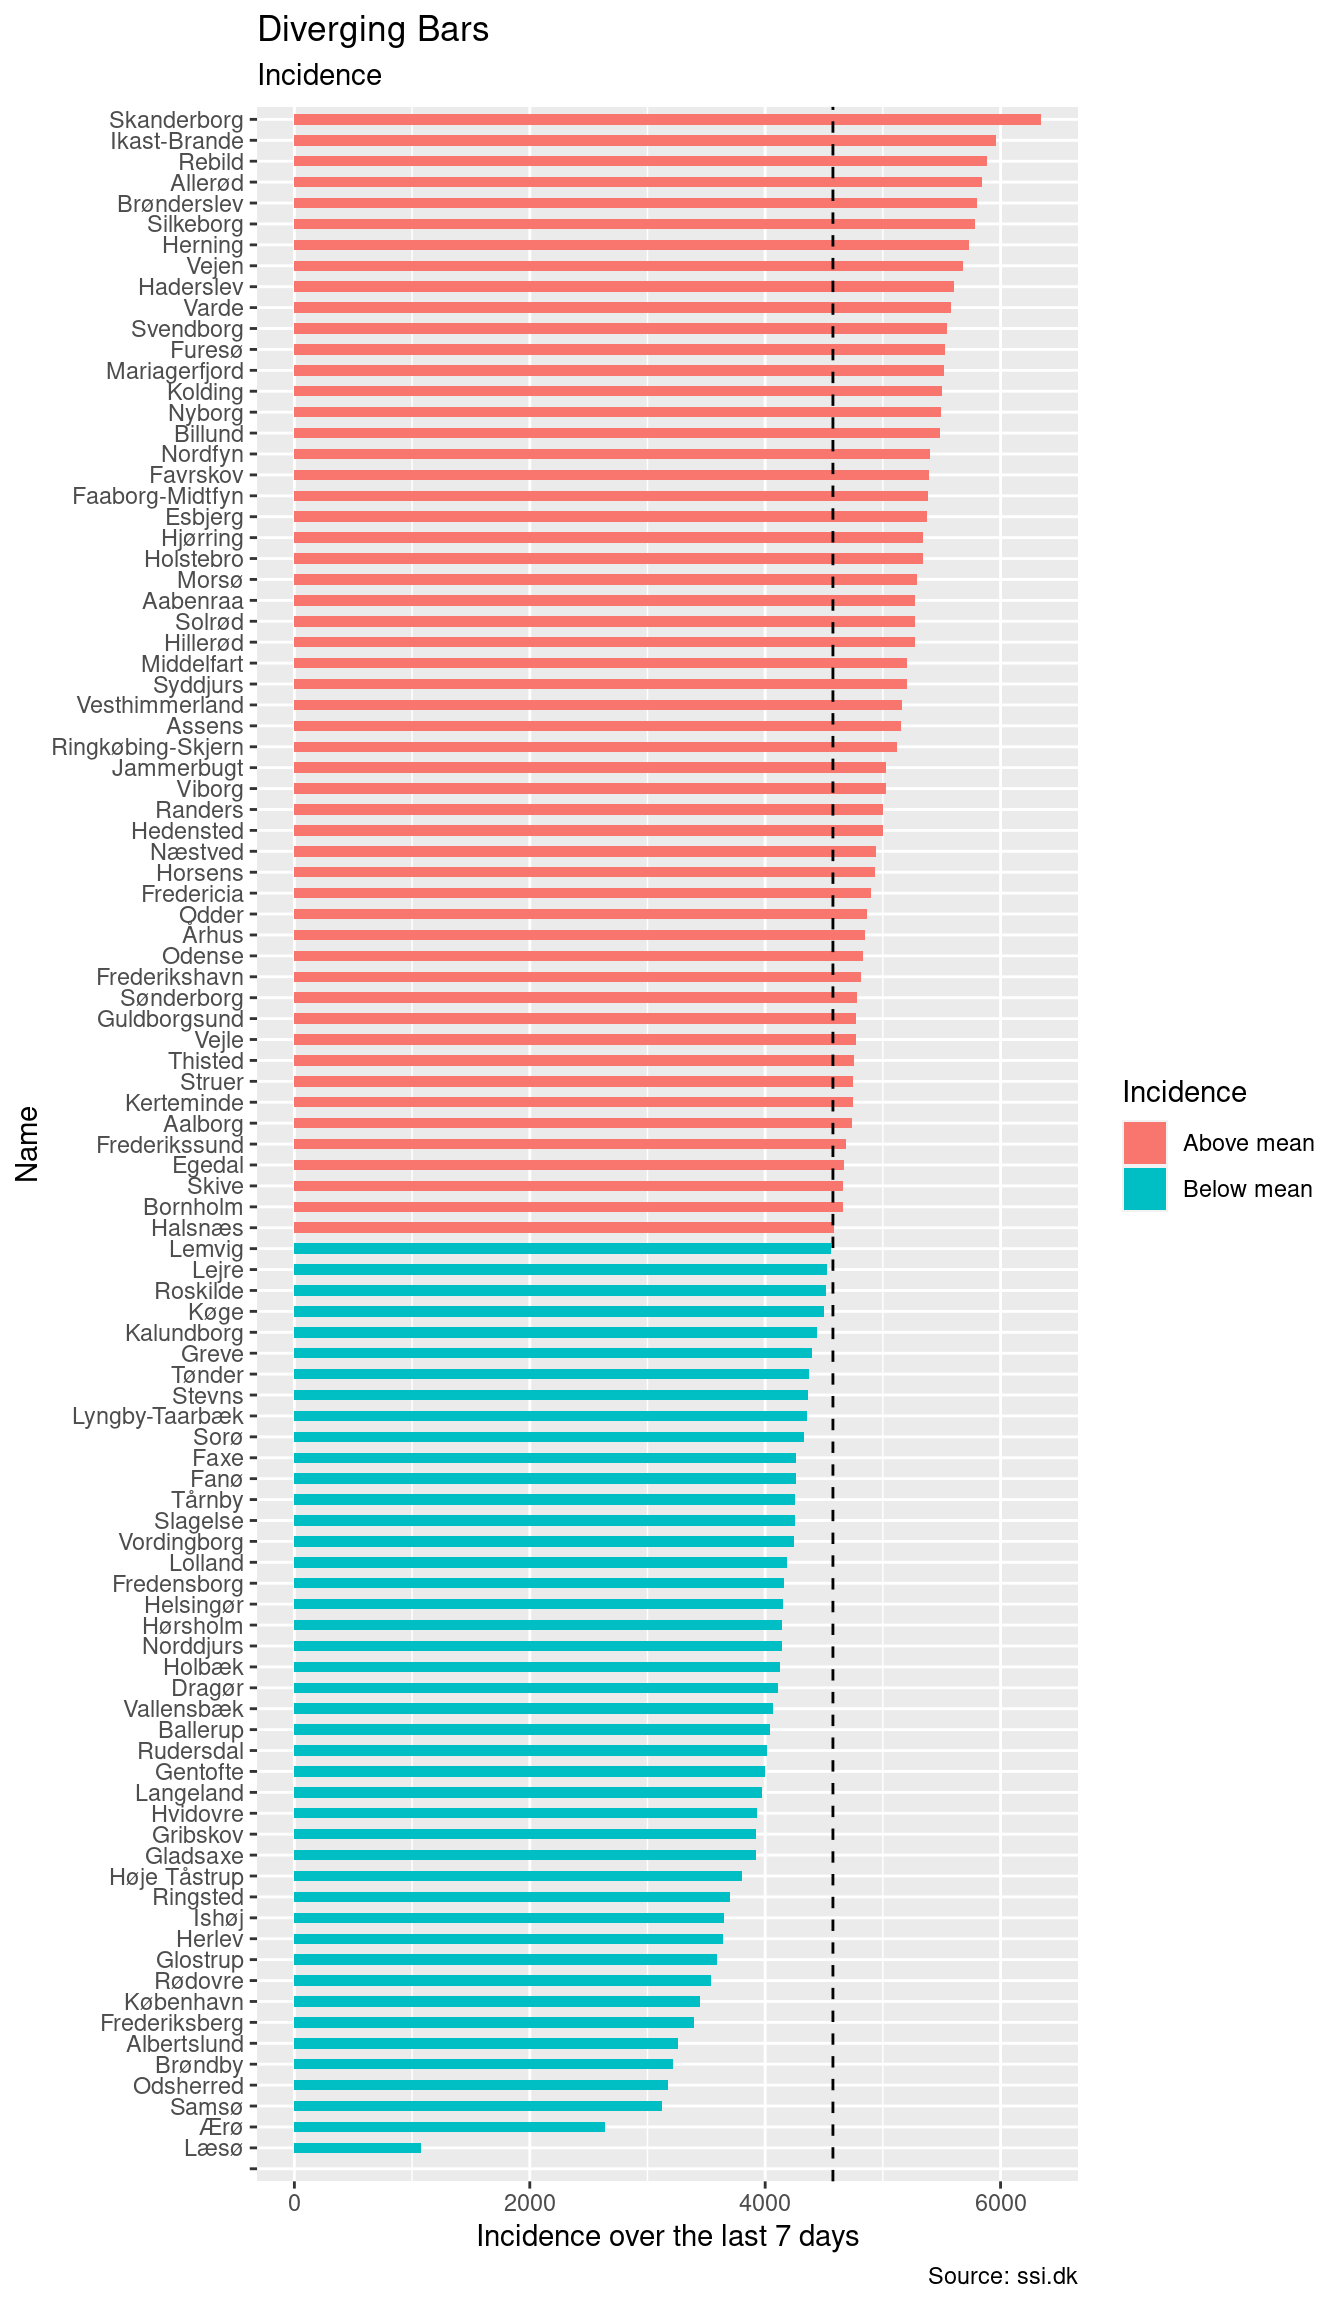 Diverging Bars
Incidence
Skanderborg
Ikast-Brande
Rebild
Allerød
Brønderslev
Silkeborg
Herning
Vejen
Haderslev
Varde
Svendborg
Furesø
Mariagerfjord
Kolding
Nyborg
Billund
Nordfyn
Favrskov
Faaborg-Midtfyn
Esbjerg
Hjørring
Holstebro
Morsø
Aabenraa
Solrød
Hillerød
Middelfart
Syddjurs
Vesthimmerland
Assens
Ringkøbing-Skjern
Jammerbugt
Viborg
Randers
Hedensted
Næstved
Horsens
Fredericia
Odder
Århus
Odense
Frederikshavn
Sønderborg
Guldborgsund
Vejle
Thisted
Struer
Kerteminde
Aalborg
Frederikssund
Egedal
Skive
Bornholm
Halsnæs
Lemvig
Lejre
Roskilde
Køge
Kalundborg
Greve
Tønder
Stevns
Lyngby-Taarbæk
Sorø
Faxe
Fanø
Tårnby
Slagelse
Vordingborg
Lolland
Fredensborg
Helsingør
Hørsholm
Norddjurs
Holbæk
Dragør
Vallensbæk
Ballerup
Rudersdal
Gentofte
Langeland
Hvidovre
Gribskov
Gladsaxe
Høje Tåstrup
Ringsted
Ishøj
Herlev
Glostrup
Rødovre
København
Frederiksberg
Albertslund
Brøndby
Odsherred
Samsø
Ærø
Læsø
Name
0 2000 4000 6000
Incidence over the last 7 days
Source: ssi.dk
Incidence
Above mean
Below mean